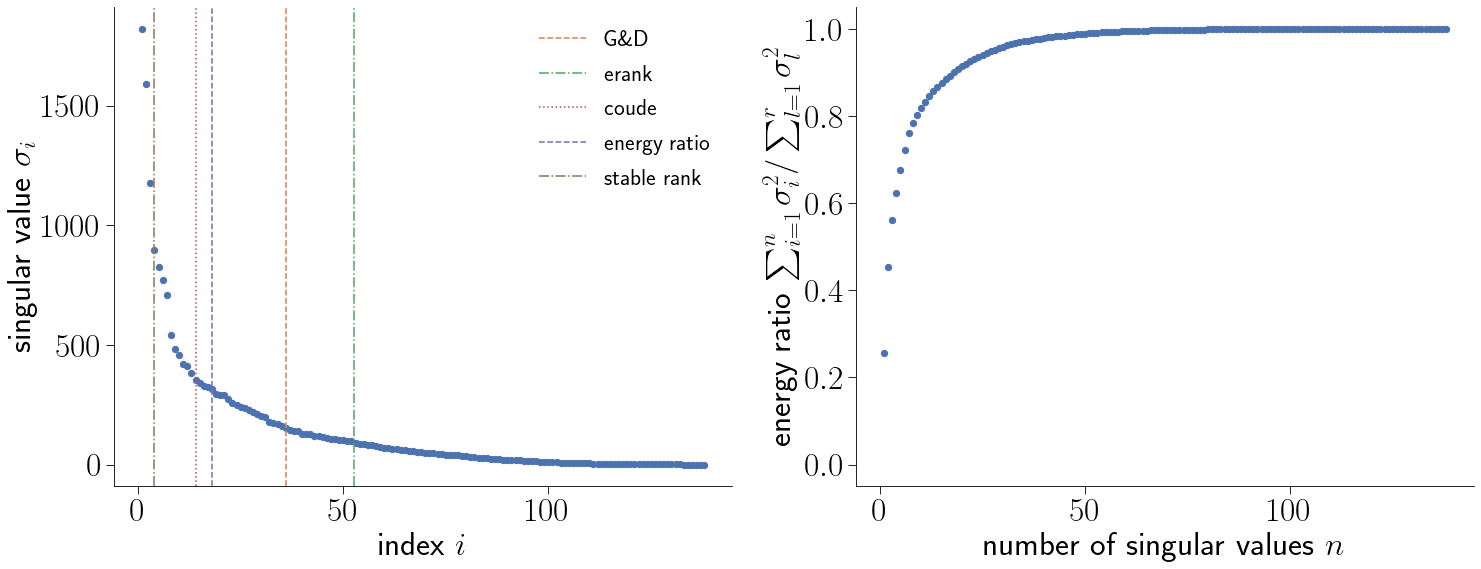 singular value σ_i
1500
1000
500
0
0
50
100
index i
G&D
erank
coude
energy ratio
stable rank
energy ratio ∑_{i=1}^{n} σ_i^2 / ∑_{l=1}^{r} σ_l^2
1.0
0.8
0.6
0.4
0.2
0.0
0
50
100
number of singular values n